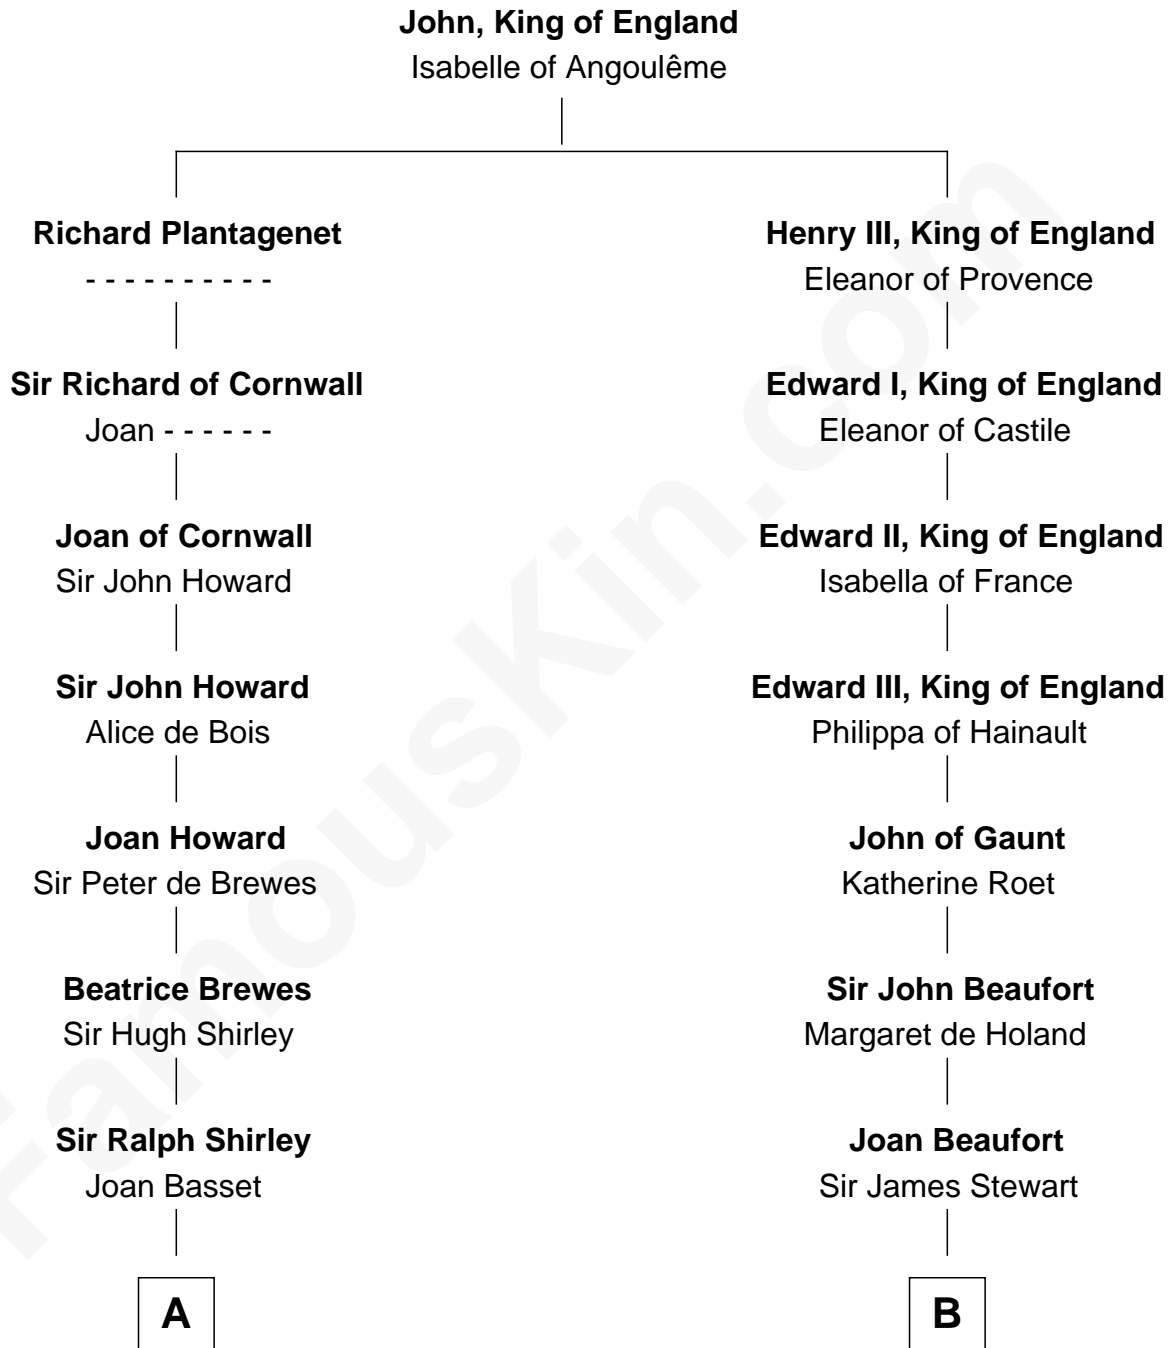 John, King of England
Isabelle of Angoulême
Richard Plantagenet
- - - - - - - - - -
Sir Richard of Cornwall
Joan - - - - - -
Joan of Cornwall
Sir John Howard
Sir John Howard
Alice de Bois
Joan Howard
Sir Peter de Brewes
Beatrice Brewes
Sir Hugh Shirley
Sir Ralph Shirley
Joan Basset
A
Henry III, King of England
Eleanor of Provence
Edward I, King of England
Eleanor of Castile
Edward II, King of England
Isabella of France
Edward III, King of England
Philippa of Hainault
John of Gaunt
Katherine Roet
Sir John Beaufort
Margaret de Holand
Joan Beaufort
Sir James Stewart
B
FamousKin.com